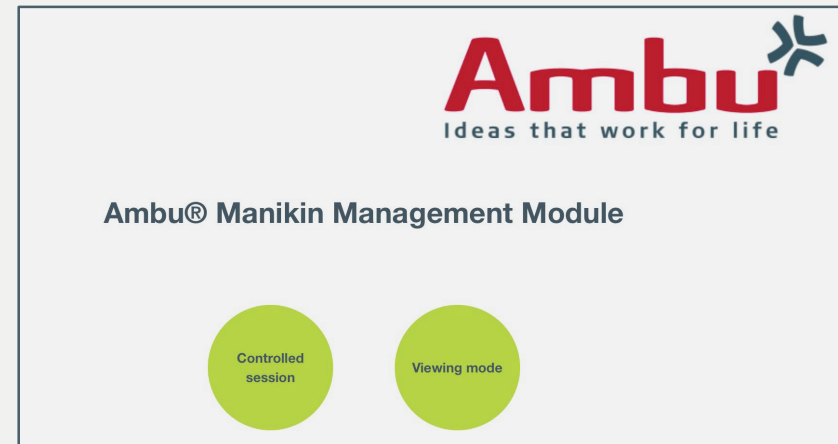 Ambu
Ideas that work for life
Ambu® Manikin Management Module
Controlled
session
Viewing mode